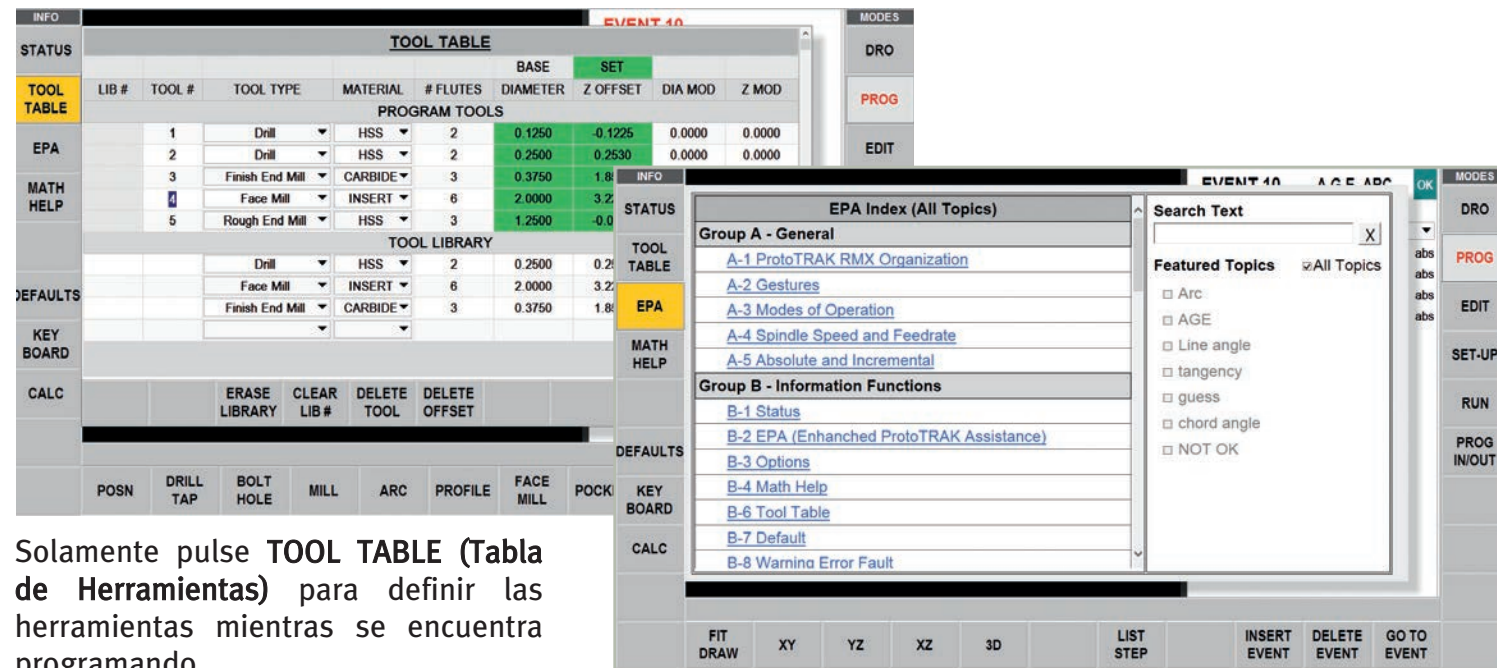 INFO
STATUS
TOOL TABLE
EPA
MATH HELP
DEFAULTS
KEY BOARD
CALC
EVENT 10
MODES
DRO
PROG
EDIT
TOOL TABLE
BASE SET
LIB # TOOL # TOOL TYPE MATERIAL # FLUTES DIAMETER Z OFFSET DIA MOD Z MOD
PROGRAM TOOLS
1 Drill HSS 2 0.1250 -0.1225 0.0000 0.0000
2 Drill HSS 2 0.2500 0.2530 0.0000 0.0000
3 Finish End Mill CARBIDE 3 0.3750
4 Face Mill INSERT 6 2.0000
5 Rough End Mill HSS 3 1.2500
TOOL LIBRARY
Drill HSS 2 0.2500
Face Mill INSERT 6 2.0000
Finish End Mill CARBIDE 3 0.3750
ERASE LIBRARY CLEAR LIB # DELETE TOOL DELETE OFFSET
POSN DRILL TAP BOLT HOLE MILL ARC PROFILE FACE MILL
Solamente pulse TOOL TABLE (Tabla
de Herramientas) para definir las
herramientas mientras se encuentra
programando
INFO
STATUS
TOOL TABLE
EPA
MATH HELP
DEFAULTS
KEY BOARD
CALC
EVENT 10 A.G.E. ARC OK
EPA Index (All Topics)
Group A - General
A-1 ProtoTRAK RMX Organization
A-2 Gestures
A-3 Modes of Operation
A-4 Spindle Speed and Feedrate
A-5 Absolute and Incremental
Group B - Information Functions
B-1 Status
B-2 EPA (Enhanched ProtoTRAK Assistance)
B-3 Options
B-4 Math Help
B-6 Tool Table
B-7 Default
B-8 Warning Error Fault
Search Text
X
Featured Topics All Topics
Arc
AGE
Line angle
tangency
guess
chord angle
NOT OK
abs
abs
abs
abs
MODES
DRO
PROG
EDIT
SET-UP
RUN
PROG IN/OUT
FIT DRAW XY YZ XZ 3D LIST STEP INSERT EVENT DELETE EVENT GO TO EVENT